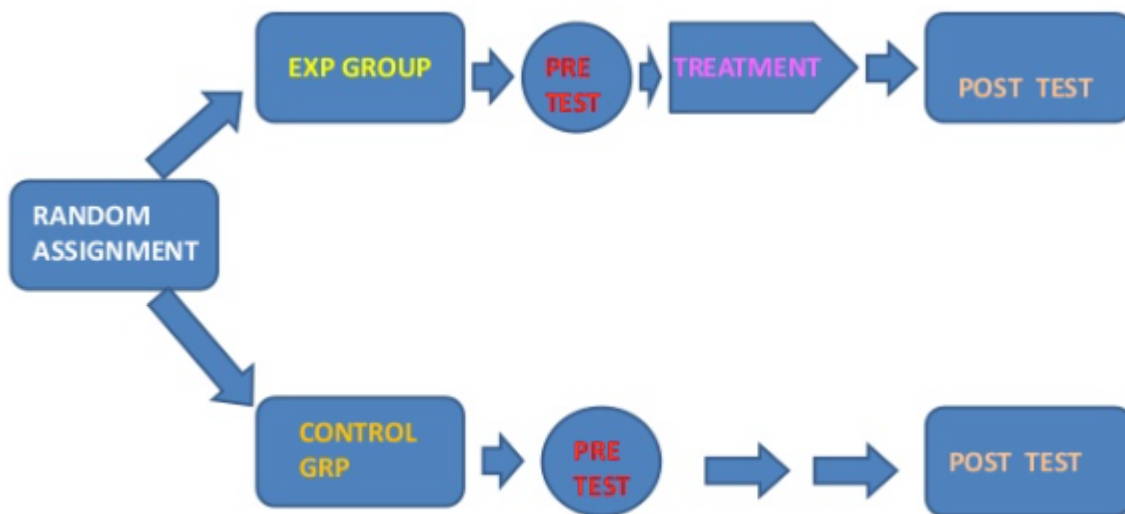 EXP GROUP
PRE
TEST
TREATMENT
POST TEST
RANDOM
ASSIGNMENT
CONTROL
GRP
PRE
TEST
POST TEST